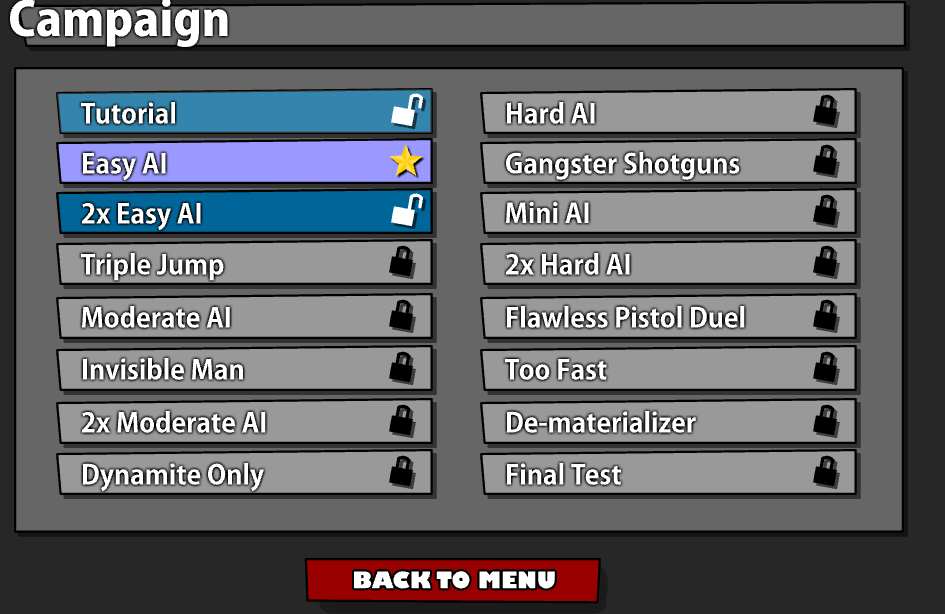 Campaign
Tutorial
Easy AI
2x Easy AI
Triple Jump
Moderate AI
Invisible Man
2x Moderate AI
Dynamite Only
Hard AI
Gangster Shotguns
Mini AI
2x Hard AI
Flawless Pistol Duel
Too Fast
De-materializer
Final Test
BACK TO MENU